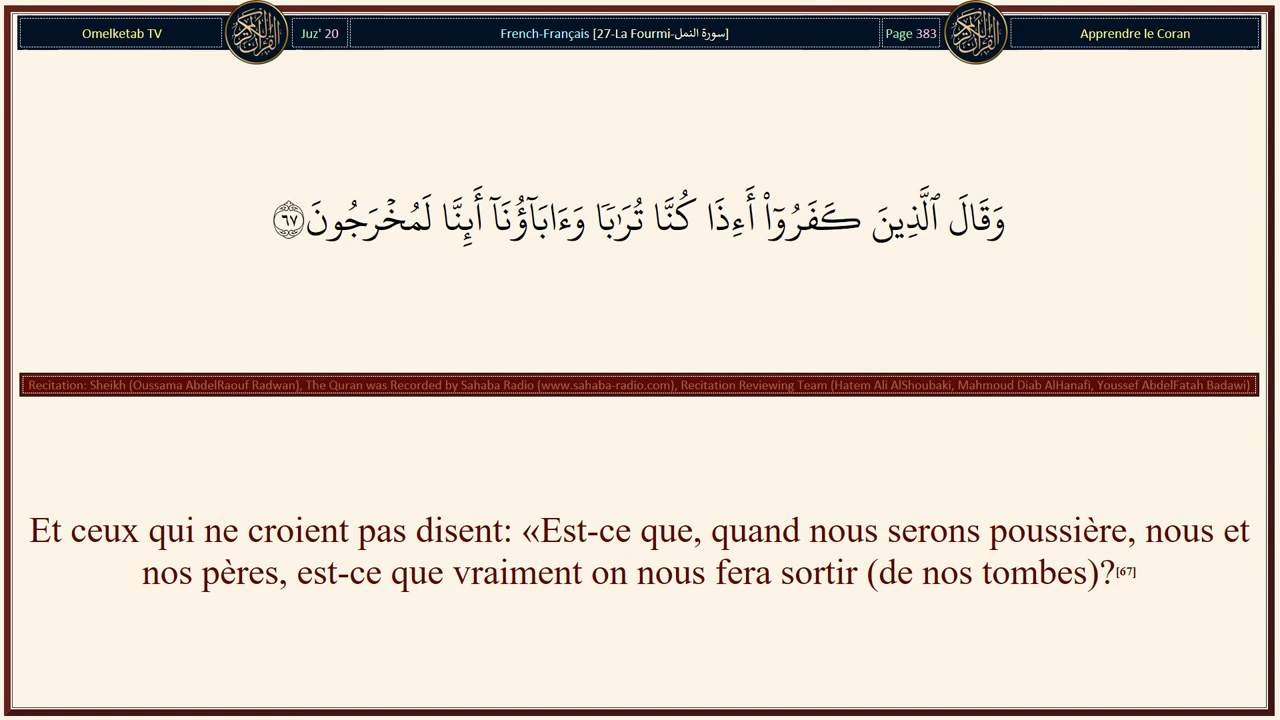 Omelketab TV
Juz' 20
French-Français [27-La Fourmi-سورة النمل]
Page 383
Apprendre le Coran
وَقَالَ ٱلَّذِينَ كَفَرُوٓا۟ أَءِذَا كُنَّا تُرَٰبًا وَءَابَآؤُنَآ أَئِنَّا لَمُخْرَجُونَ ٦٧
Recitation: Sheikh (Oussama AbdelRaouf Radwan), The Quran was Recorded by Sahaba Radio (www.sahaba-radio.com), Recitation Reviewing Team (Hatem Ali AlShoubaki, Mahmoud Diab AlHanafi, Youssef AbdelFatah Badawi)
Et ceux qui ne croient pas disent: «Est-ce que, quand nous serons poussière, nous et
nos pères, est-ce que vraiment on nous fera sortir (de nos tombes)?[67]